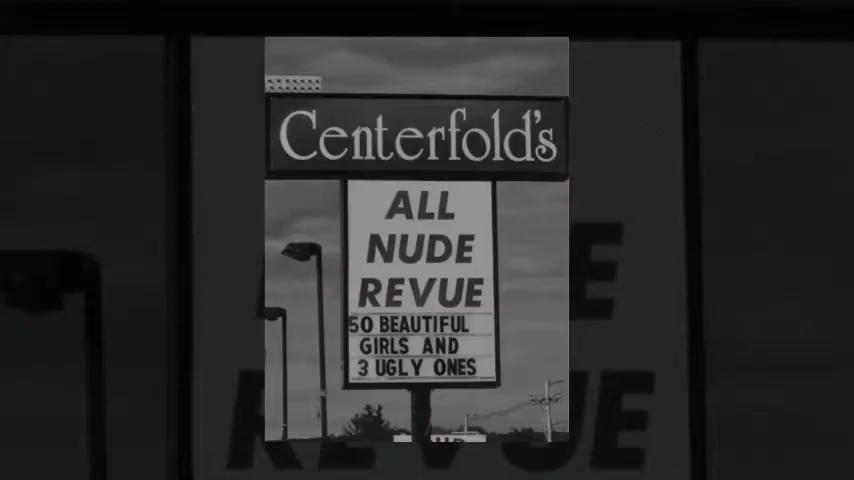 Centerfold's
ALL
NUDE
REVUE
50 BEAUTIFUL
GIRLS AND
3 UGLY ONES